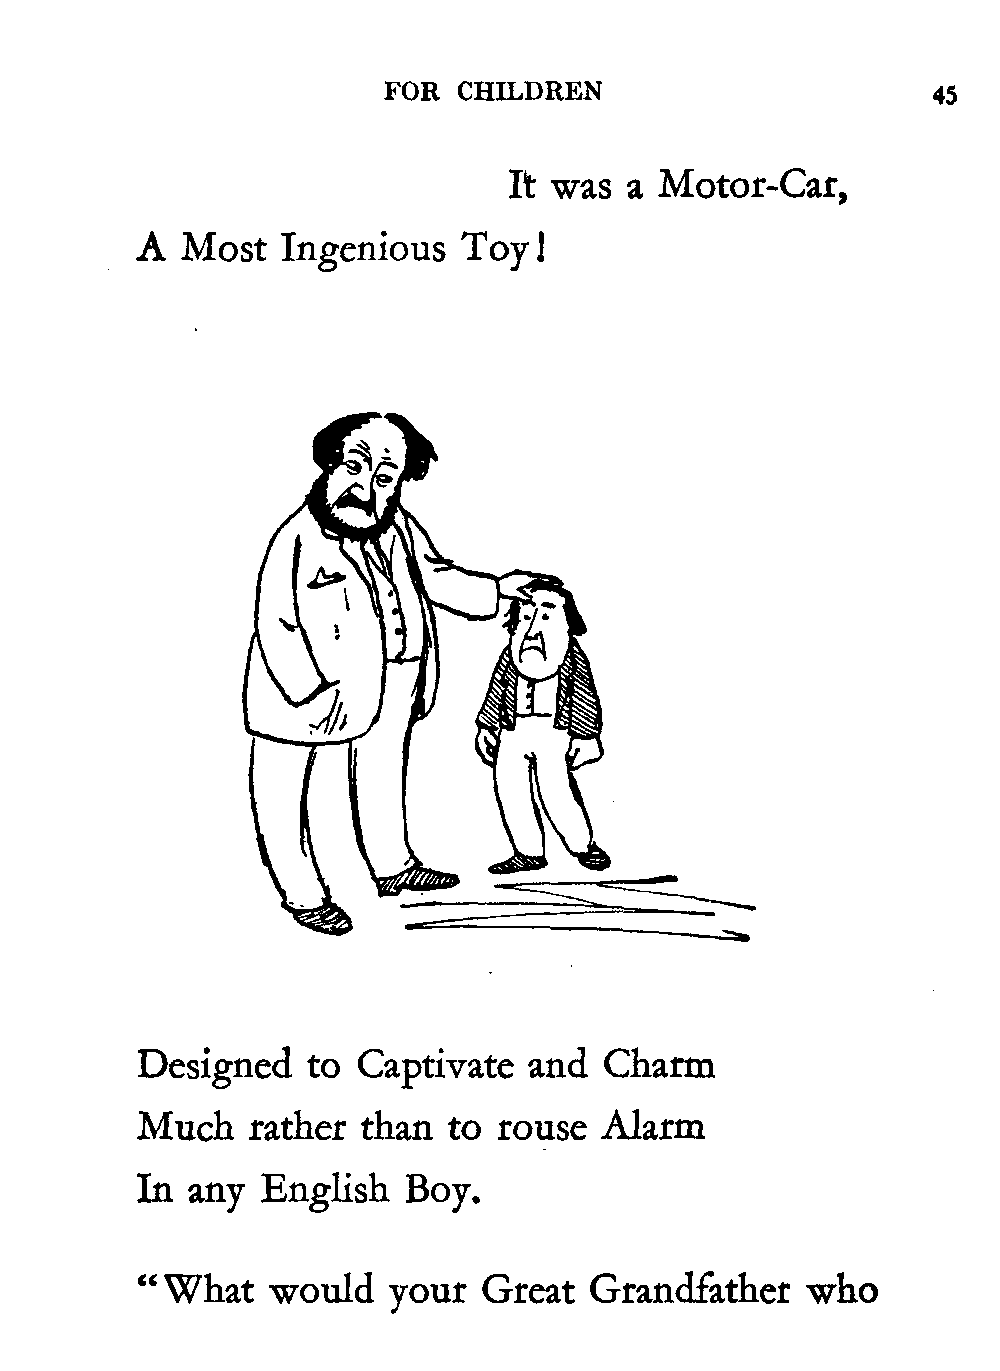 FOR CHILDREN 45
It was a Motor-Car,
A Most Ingenious Toy!
Designed to Captivate and Charm
Much rather than to rouse Alarm
In any English Boy.
“What would your Great Grandfather who